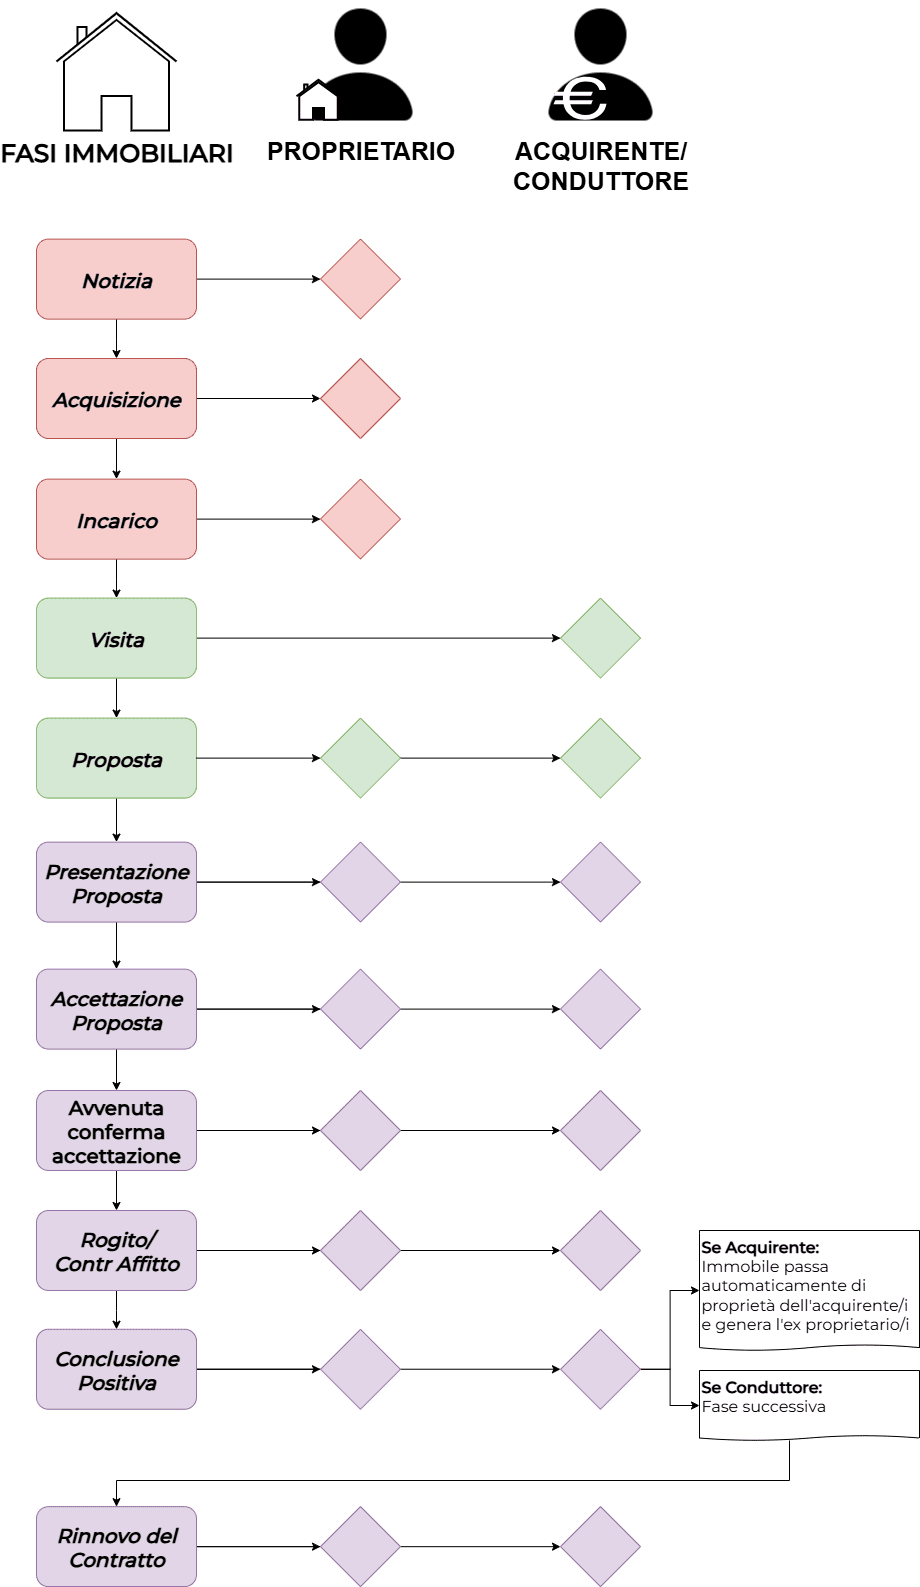 FASI IMMOBILIARI
PROPRIETARIO
ACQUIRENTE/
CONDUTTORE
Notizia
Acquisizione
Incarico
Visita
Proposta
Presentazione
Proposta
Accettazione
Proposta
Avvenuta
conferma
accettazione
Rogito/
Contr Affitto
Conclusione
Positiva
Se Acquirente:
Immobile passa
automaticamente di
proprietà dell'acquirente/i
e genera l'ex proprietario/i
Se Conduttore:
Fase successiva
Rinnovo del
Contratto